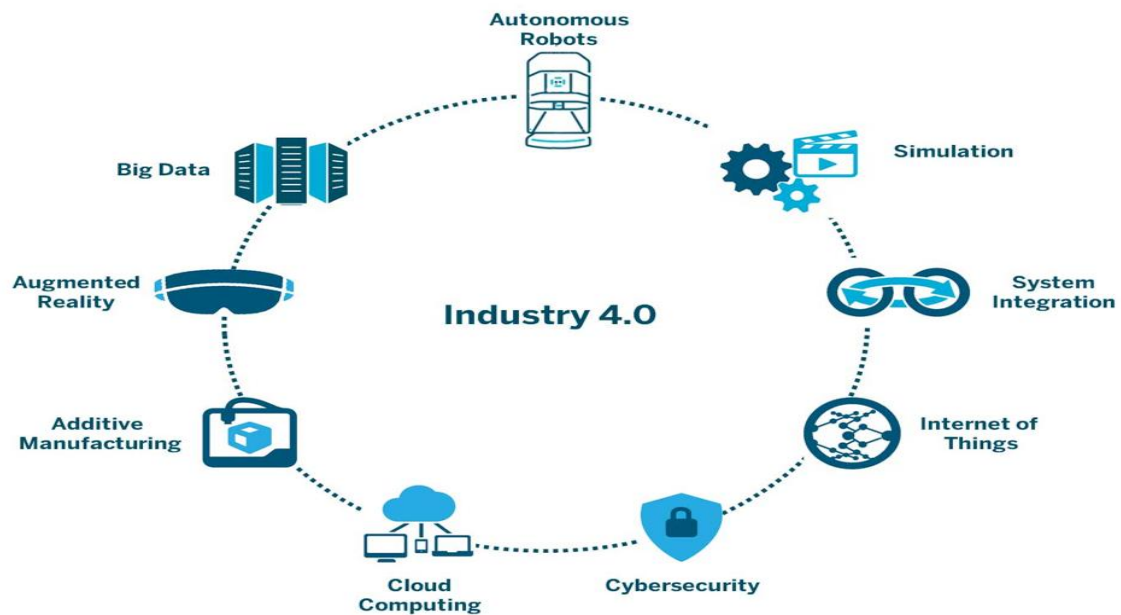 Autonomous
Robots
Simulation
Big Data
System
Integration
Augmented
Reality
Industry 4.0
Internet of
Things
Additive
Manufacturing
Cybersecurity
Cloud
Computing